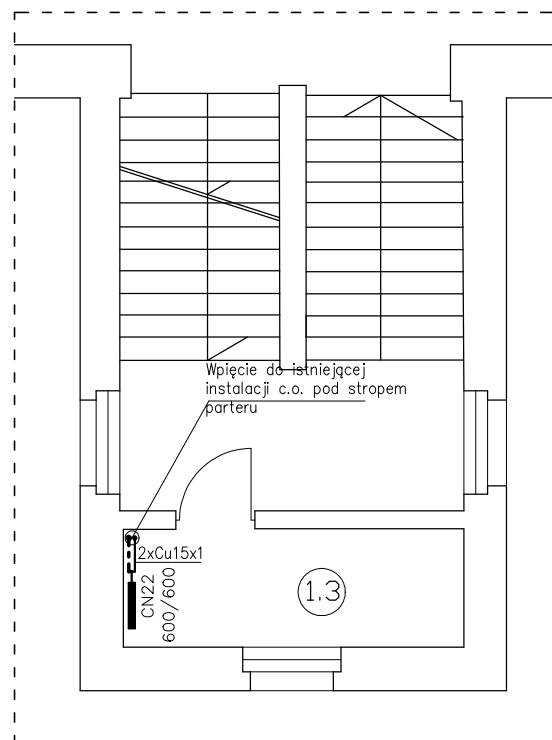 Wpięcie do istniejącej
instalacji c.o. pod stropem
parteru
2xCu15x1
CN22
600/600
1.3